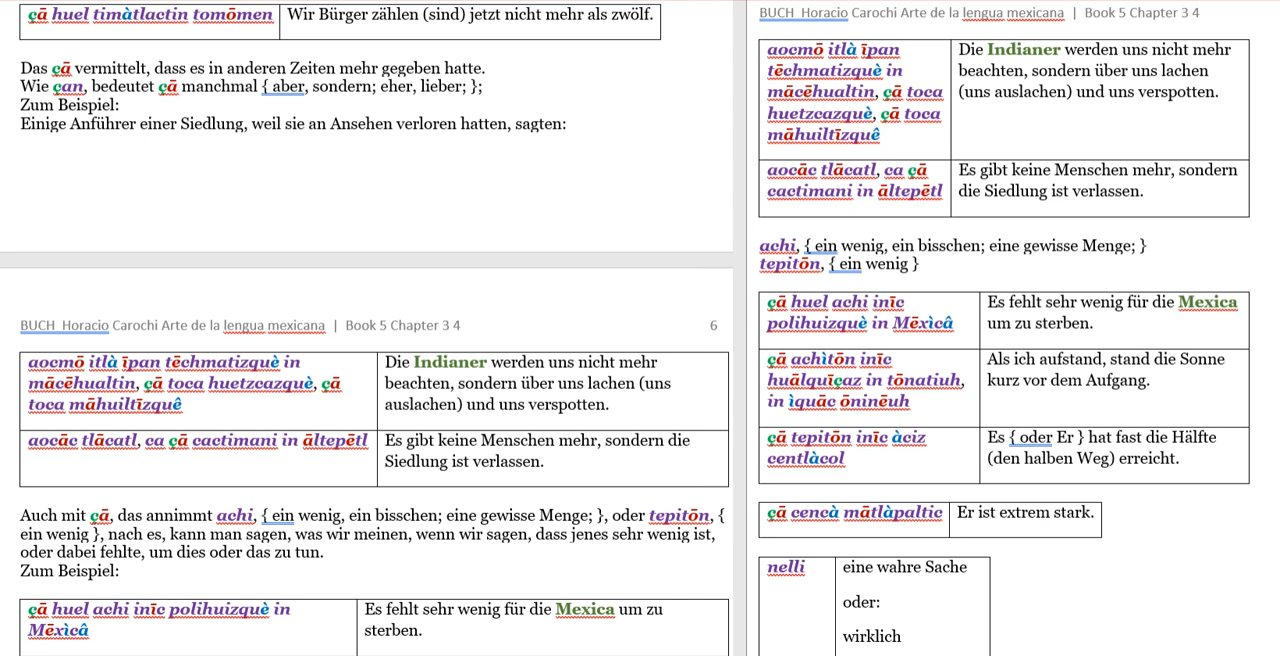 çā huel timàtlactin tomōmen
Wir Bürger zählen (sind) jetzt nicht mehr als zwölf.
Das çā vermittelt, dass es in anderen Zeiten mehr gegeben hatte.
Wie çan, bedeutet çā manchmal { aber, sondern; eher, lieber; };
Zum Beispiel:
Einige Anführer einer Siedlung, weil sie an Ansehen verloren hatten, sagten:
BUCH Horacio Carochi Arte de la lengua mexicana | Book 5 Chapter 3 4
6
aocmō itlà īpan tēchmatizquè in
mācēhualtin, çā toca huetzcazquè, çā
toca māhuiltīzquê
Die Indianer werden uns nicht mehr
beachten, sondern über uns lachen (uns
auslachen) und uns verspotten.
aocāc tlācatl, ca çā cactimani in āltepētl
Es gibt keine Menschen mehr, sondern die
Siedlung ist verlassen.
Auch mit çā, das annimmt achi, { ein wenig, ein bisschen; eine gewisse Menge; }, oder tepitōn, {
ein wenig }, nach es, kann man sagen, was wir meinen, wenn wir sagen, dass jenes sehr wenig ist,
oder dabei fehlte, um dies oder das zu tun.
Zum Beispiel:
çā huel achi inīc polihuizquè in
Mēxìcâ
Es fehlt sehr wenig für die Mexica um zu
sterben.
BUCH Horacio Carochi Arte de la lengua mexicana | Book 5 Chapter 3 4
aocmō itlà īpan
tēchmatizquè in
mācēhualtin, çā toca
huetzcazquè, çā toca
māhuiltīzquê
Die Indianer werden uns nicht mehr
beachten, sondern über uns lachen
(uns auslachen) und uns verspotten.
aocāc tlācatl, ca çā
cactimani in āltepētl
Es gibt keine Menschen mehr, sondern
die Siedlung ist verlassen.
achi, { ein wenig, ein bisschen; eine gewisse Menge; }
tepitōn, { ein wenig }
çā huel achi inīc
polihuizquè in Mēxìcâ
Es fehlt sehr wenig für die Mexica
um zu sterben.
çā achìtōn inīc
huālquīçaz in tōnatiuh,
in ìquāc ōninēuh
Als ich aufstand, stand die Sonne
kurz vor dem Aufgang.
çā tepitōn inīc àciz
centlàcol
Es { oder Er } hat fast die Hälfte
(den halben Weg) erreicht.
çā cencà mātlàpaltic
Er ist extrem stark.
nelli
eine wahre Sache
oder:
wirklich